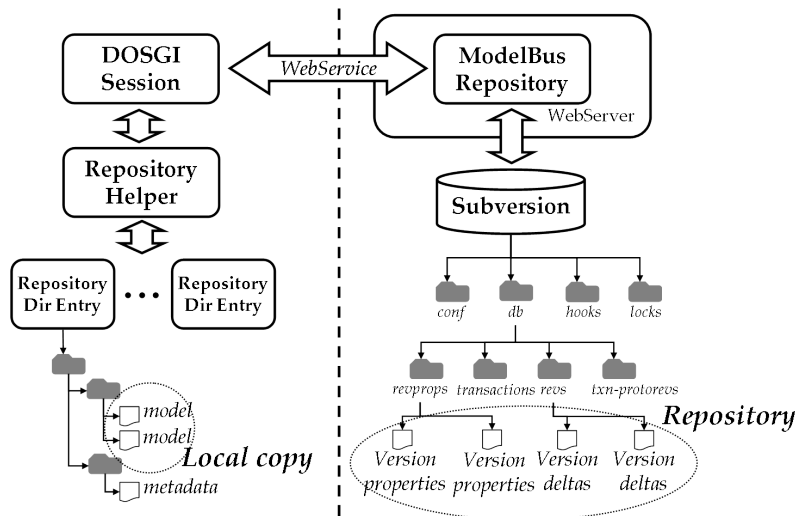 DOSGI
Session
WebService
ModelBus
Repository
WebServer
Repository
Helper
Subversion
Repository
Dir Entry
...
Repository
Dir Entry
conf
db
hooks
locks
revprops
transactions
revs
txn-protorevs
model
model
Local copy
metadata
Repository
Version
properties
Version
properties
Version
deltas
Version
deltas